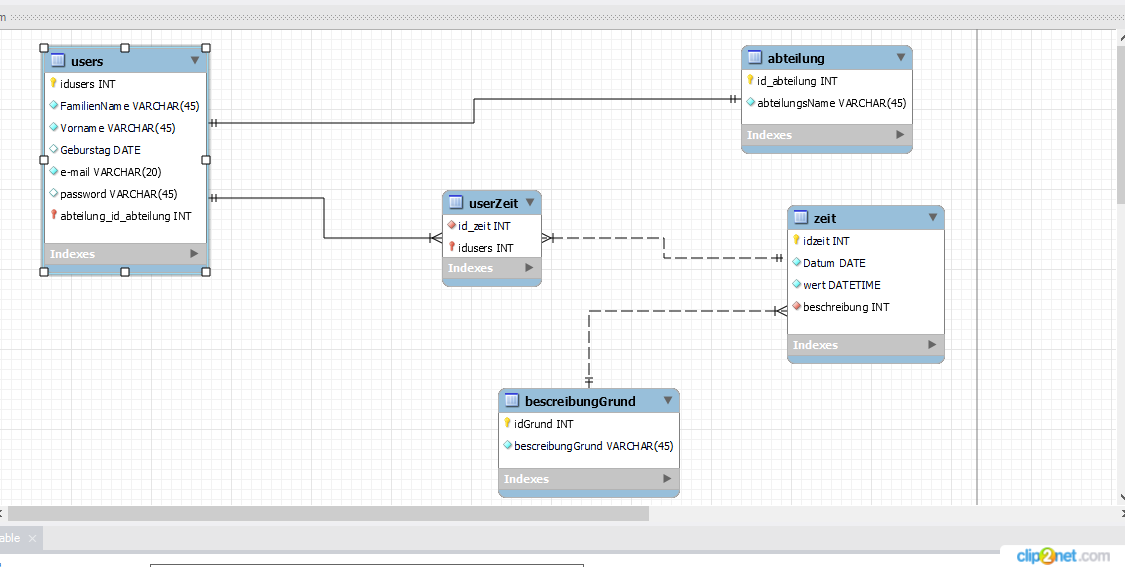 users
idusers INT
FamilienName VARCHAR(45)
Vorname VARCHAR(45)
Geburstag DATE
e-mail VARCHAR(20)
password VARCHAR(45)
abteilung_id_abteilung INT
Indexes
abteilung
id_abteilung INT
abteilungsName VARCHAR(45)
Indexes
userZeit
id_zeit INT
idusers INT
Indexes
zeit
idzeit INT
Datum DATE
wert DATETIME
beschreibung INT
Indexes
bescreibungGrund
idGrund INT
bescreibungGrund VARCHAR(45)
Indexes
clip2net.com